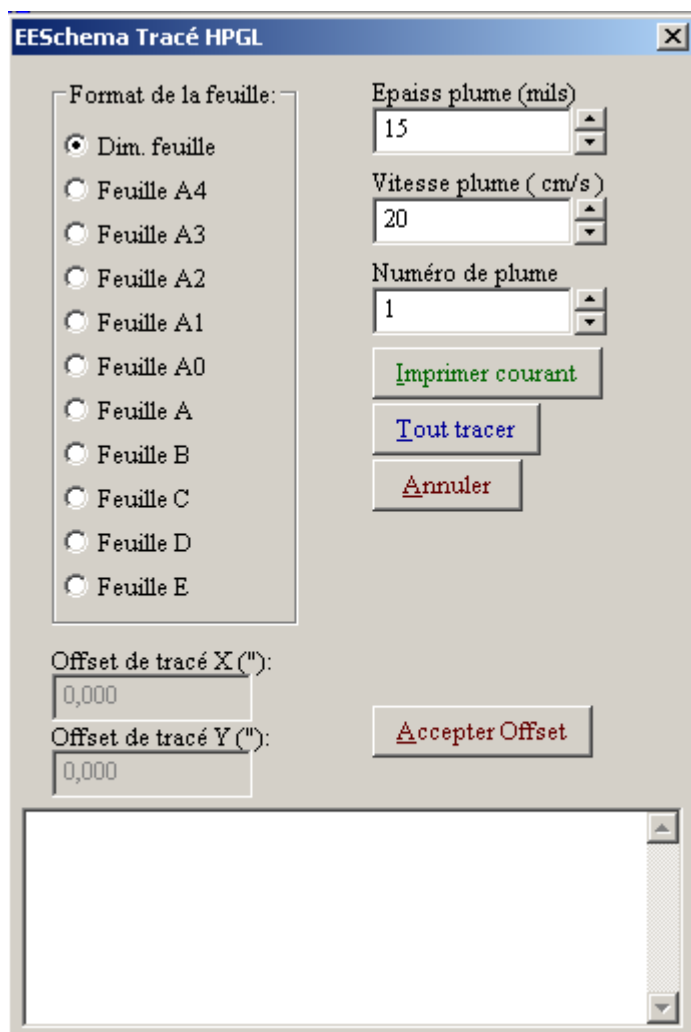 EESchema Tracé HPGL
Format de la feuille:
Dim. feuille
Feuille A4
Feuille A3
Feuille A2
Feuille A1
Feuille A0
Feuille A
Feuille B
Feuille C
Feuille D
Feuille E
Epaiss plume (mils)
15
Vitesse plume ( cm/s )
20
Numéro de plume
1
Imprimer courant
Tout tracer
Annuler
Offset de tracé X ("):
0,000
Offset de tracé Y ("):
0,000
Accepter Offset